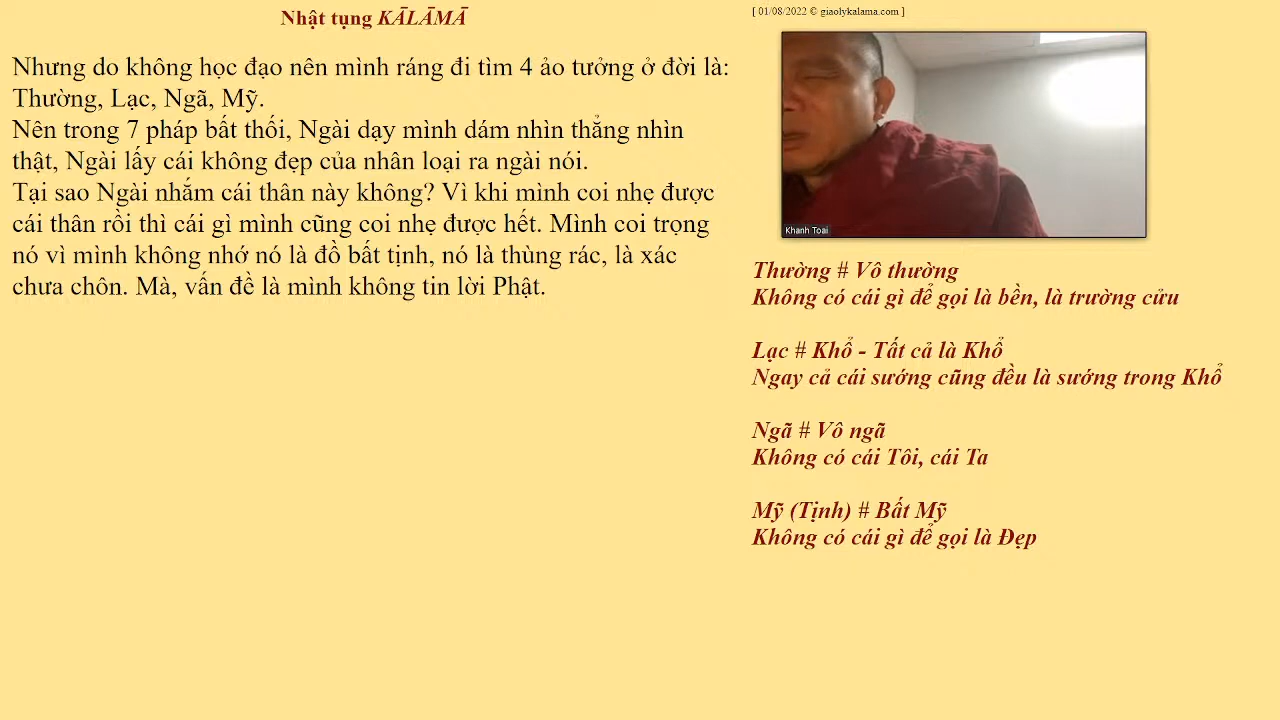 Nhật tụng KĀLĀMĀ
Nhưng do không học đạo nên mình ráng đi tìm 4 ảo tưởng ở đời là:
Thường, Lạc, Ngã, Mỹ.
Nên trong 7 pháp bất thối, Ngài dạy mình dám nhìn thẳng nhìn
thật, Ngài lấy cái không đẹp của nhân loại ra ngài nói.
Tại sao Ngài nhắm cái thân này không? Vì khi mình coi nhẹ được
cái thân rồi thì cái gì mình cũng coi nhẹ được hết. Mình coi trọng
nó vì mình không nhớ nó là đồ bất tịnh, nó là thùng rác, là xác
chưa chôn. Mà, vấn đề là mình không tin lời Phật.
[ 01/08/2022 © giaolykalama.com ]
Khanh Toai
Thường # Vô thường
Không có cái gì để gọi là bền, là trường cửu
Lạc # Khổ - Tất cả là Khổ
Ngay cả cái sướng cũng đều là sướng trong Khổ
Ngã # Vô ngã
Không có cái Tôi, cái Ta
Mỹ (Tịnh) # Bất Mỹ
Không có cái gì để gọi là Đẹp